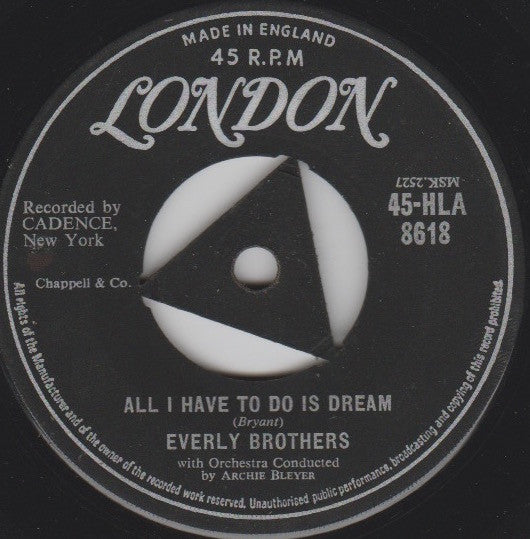 MADE IN ENGLAND
45 R.P.M
LONDON
Recorded by
CADENCE,
New York
MSK.2527
45-HLA
8618
Chappell & Co.
ALL I HAVE TO DO IS DREAM
(Bryant)
EVERLY BROTHERS
with Orchestra Conducted
by ARCHIE BLEYER
All rights of the Manufacturer and of the owner of the recorded work reserved. Unauthorised public performance, broadcasting and copying of this record prohibited.